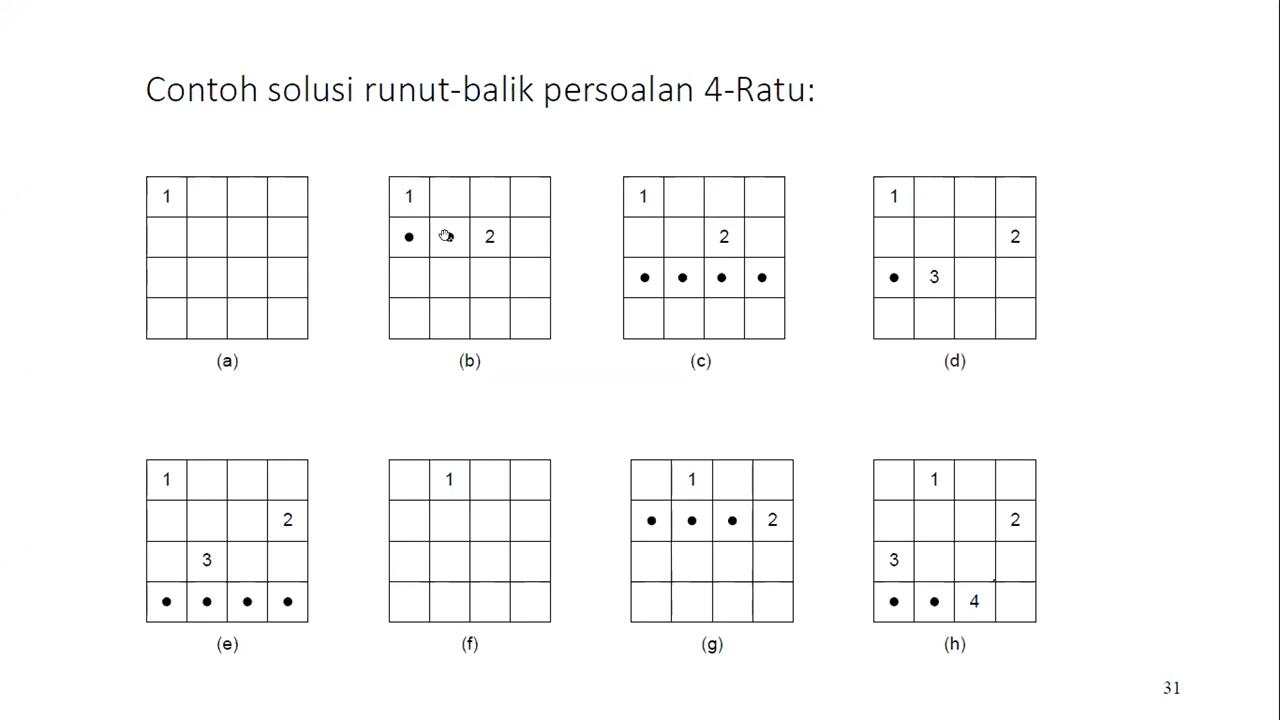 Contoh solusi runut-balik persoalan 4-Ratu:
1
1
● ● 2
1
2
● ● ● ●
1
2
● 3
(a)
(b)
(c)
(d)
1
2
3
● ● ● ●
1
1
● ● ● 2
1
2
3
● ● 4
(e)
(f)
(g)
(h)
31